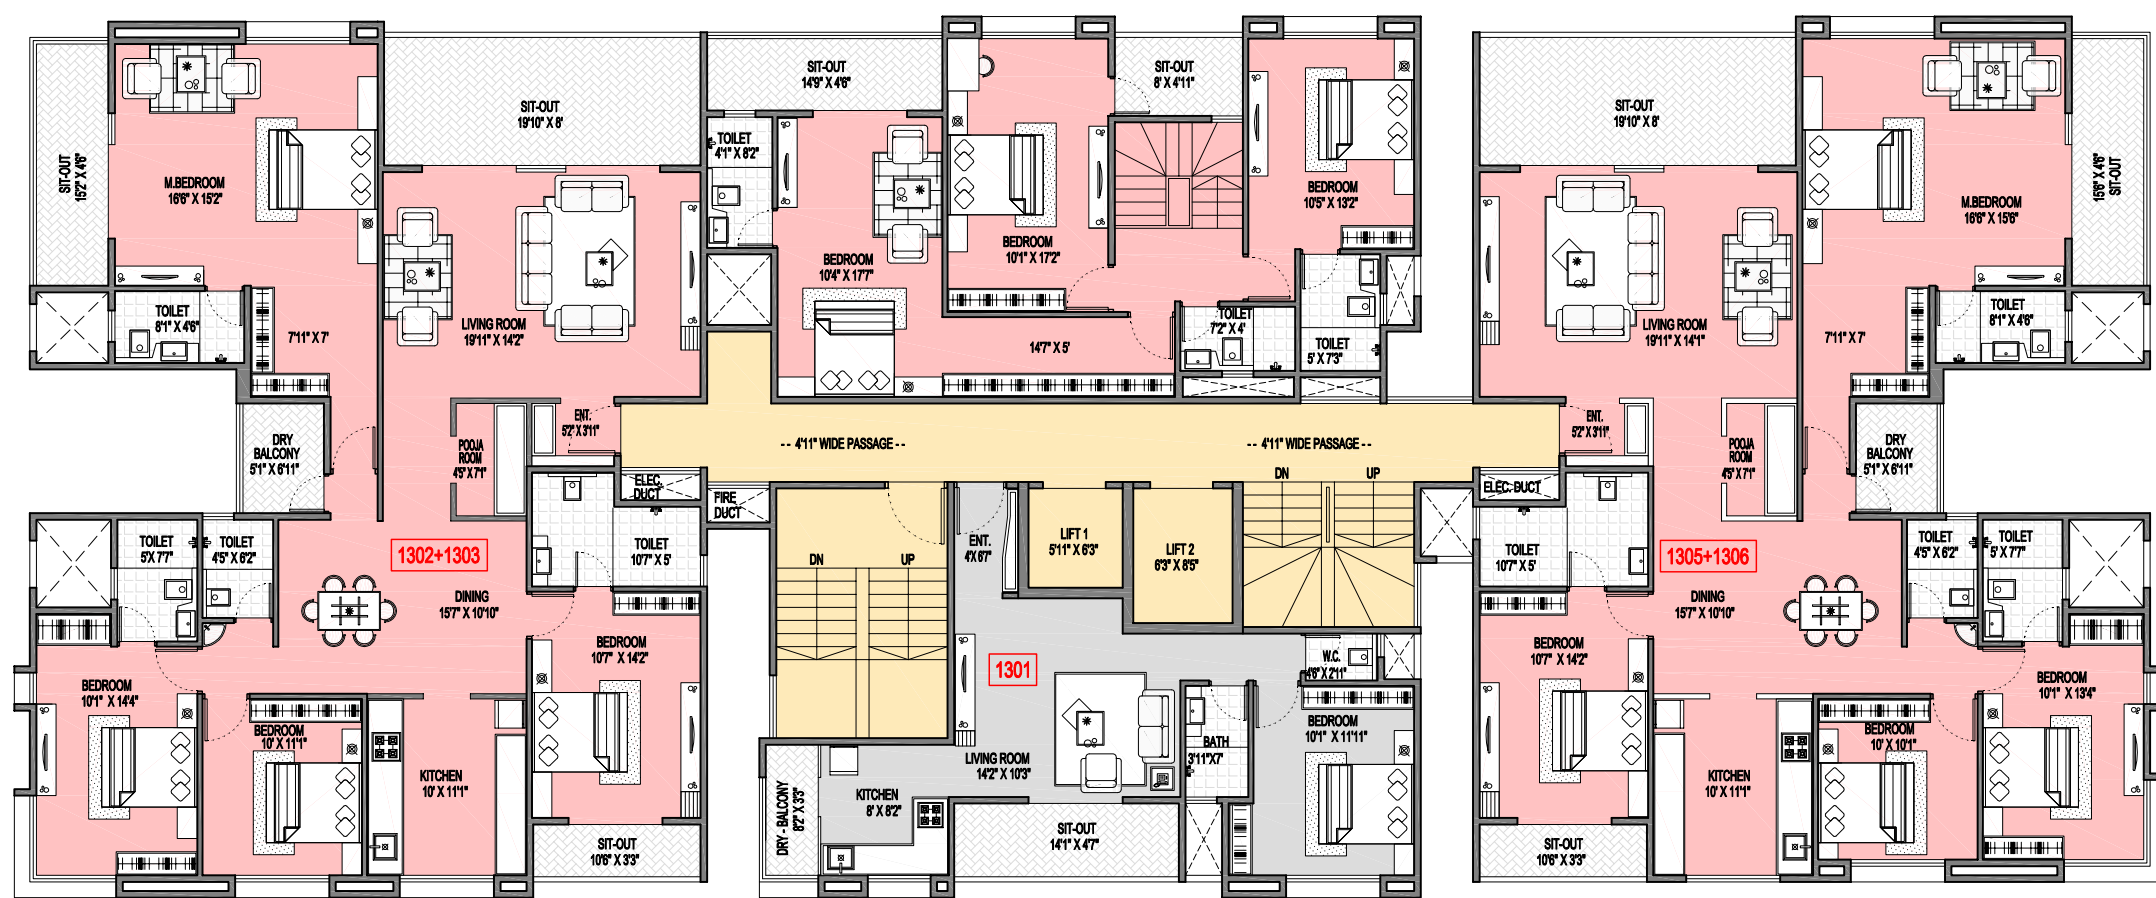 SIT-OUT
15'2" X 4'6"
M.BEDROOM
16'6" X 15'2"
SIT-OUT
19'10" X 8'
TOILET
8'1" X 4'6"
7'11" X 7'
LIVING ROOM
19'11" X 14'2"
DRY
BALCONY
5'1" X 6'11"
POOJA
ROOM
4'5" X 7'1"
ENT.
5'2" X 3'11"
ELEC.
DUCT
FIRE
DUCT
TOILET
5'X 7'7"
TOILET
4'5" X 6'2"
1302+1303
DINING
15'7" X 10'10"
TOILET
10'7" X 5'
BEDROOM
10'1" X 14'4"
BEDROOM
10' X 11'1"
KITCHEN
10' X 11'1"
BEDROOM
10'7" X 14'2"
SIT-OUT
10'6" X 3'3"
SIT-OUT
14'9" X 4'6"
TOILET
4'1" X 8'2"
BEDROOM
10'4" X 17'7"
BEDROOM
10'1" X 17'2"
SIT-OUT
8' X 4'11"
BEDROOM
10'5" X 13'2"
14'7" X 5'
TOILET
7'2" X 4'
TOILET
5' X 7'3"
-- 4'11" WIDE PASSAGE --
-- 4'11" WIDE PASSAGE --
DN
UP
DN
UP
ENT.
4'X 6'7"
LIFT 1
5'11" X 6'3"
LIFT 2
6'3" X 8'5"
1301
W.C.
4'6" X 2'11"
LIVING ROOM
14'2" X 10'3"
BATH
3'11"X7'
BEDROOM
10'1" X 11'11"
DRY - BALCONY
8'2" X 3'3"
KITCHEN
8' X 8'2"
SIT-OUT
14'1" X 4'7"
SIT-OUT
19'10" X 8'
M.BEDROOM
16'6" X 15'6"
15'6" X 4'6"
SIT-OUT
LIVING ROOM
19'11" X 14'1"
7'11" X 7'
TOILET
8'1" X 4'6"
ENT.
5'2" X 3'11"
POOJA
ROOM
4'5" X 7'1"
DRY
BALCONY
5'1" X 6'11"
ELEC. DUCT
TOILET
10'7" X 5'
1305+1306
DINING
15'7" X 10'10"
TOILET
4'5" X 6'2"
TOILET
5' X 7'7"
BEDROOM
10'7" X 14'2"
BEDROOM
10'1" X 13'4"
BEDROOM
10' X 10'1"
KITCHEN
10' X 11'1"
SIT-OUT
10'6" X 3'3"